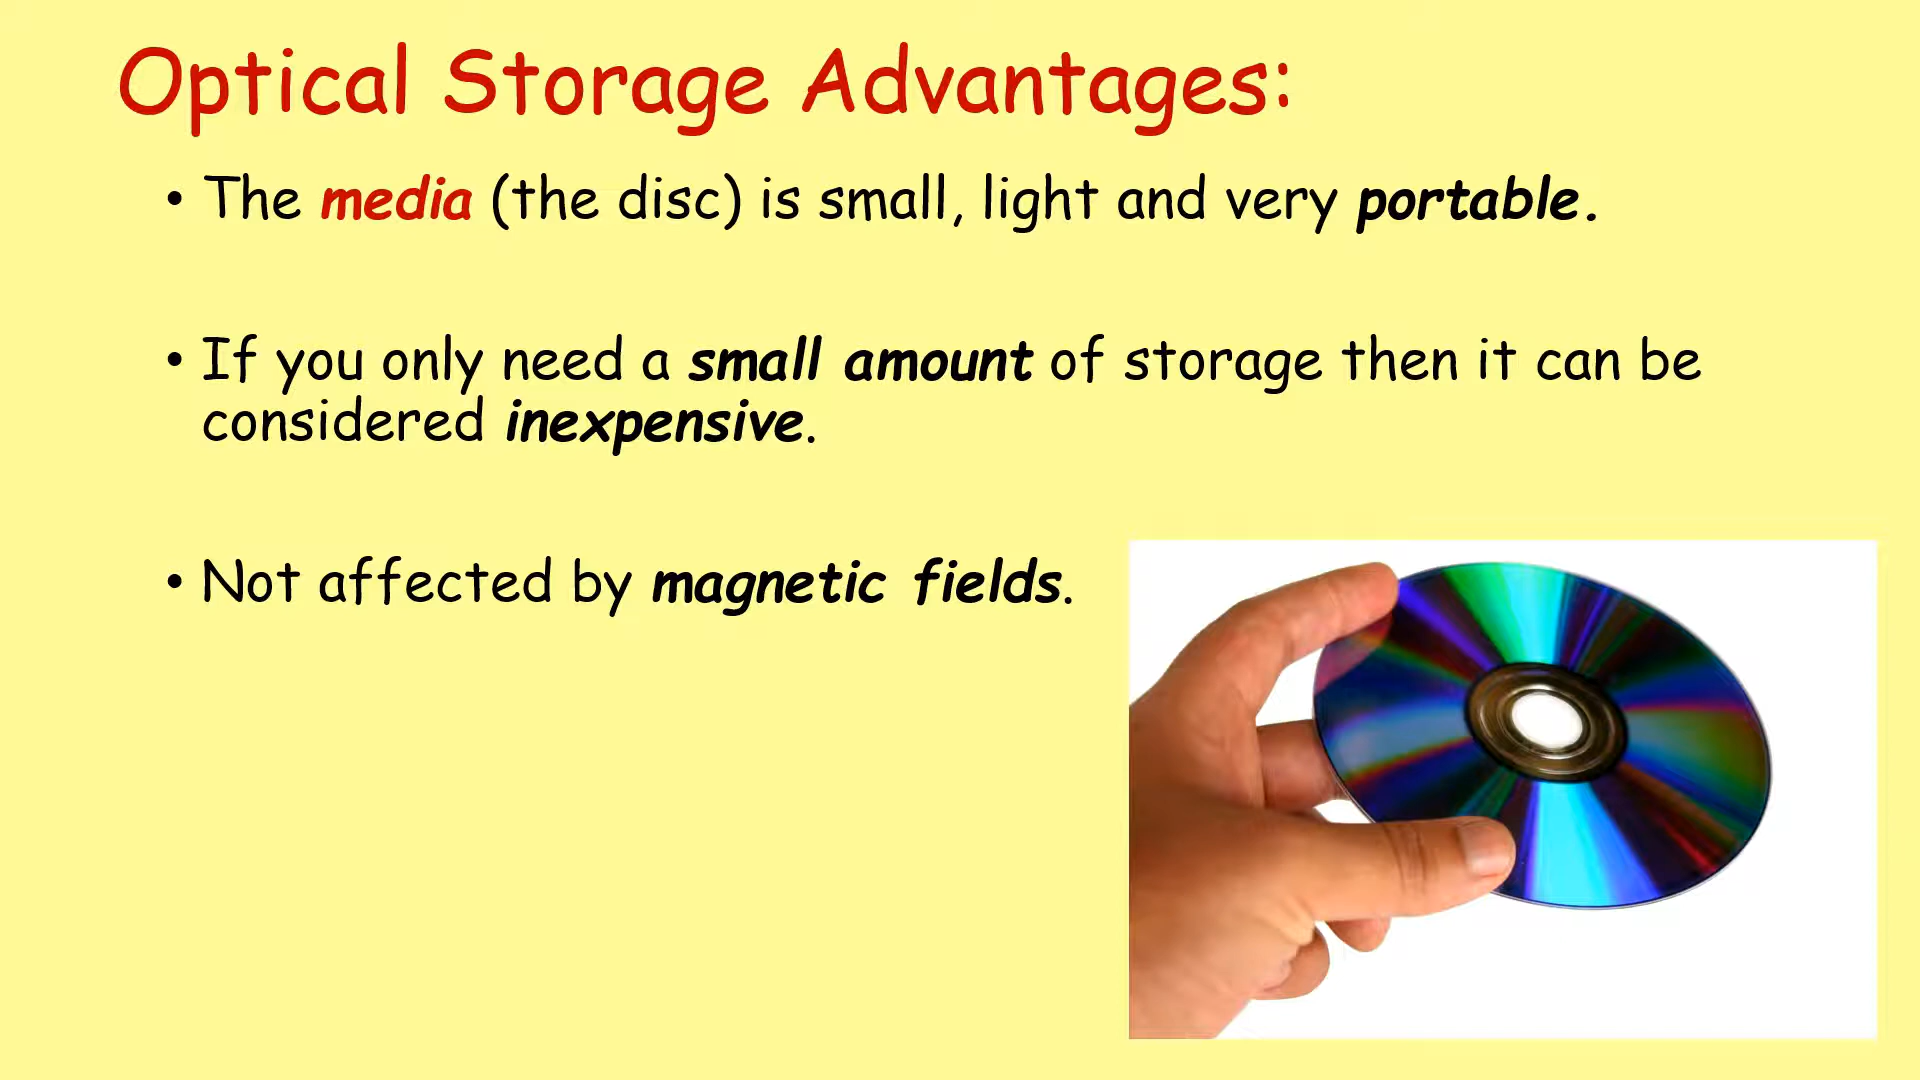 Optical Storage Advantages:
• The media (the disc) is small, light and very portable.
• If you only need a small amount of storage then it can be
considered inexpensive.
• Not affected by magnetic fields.